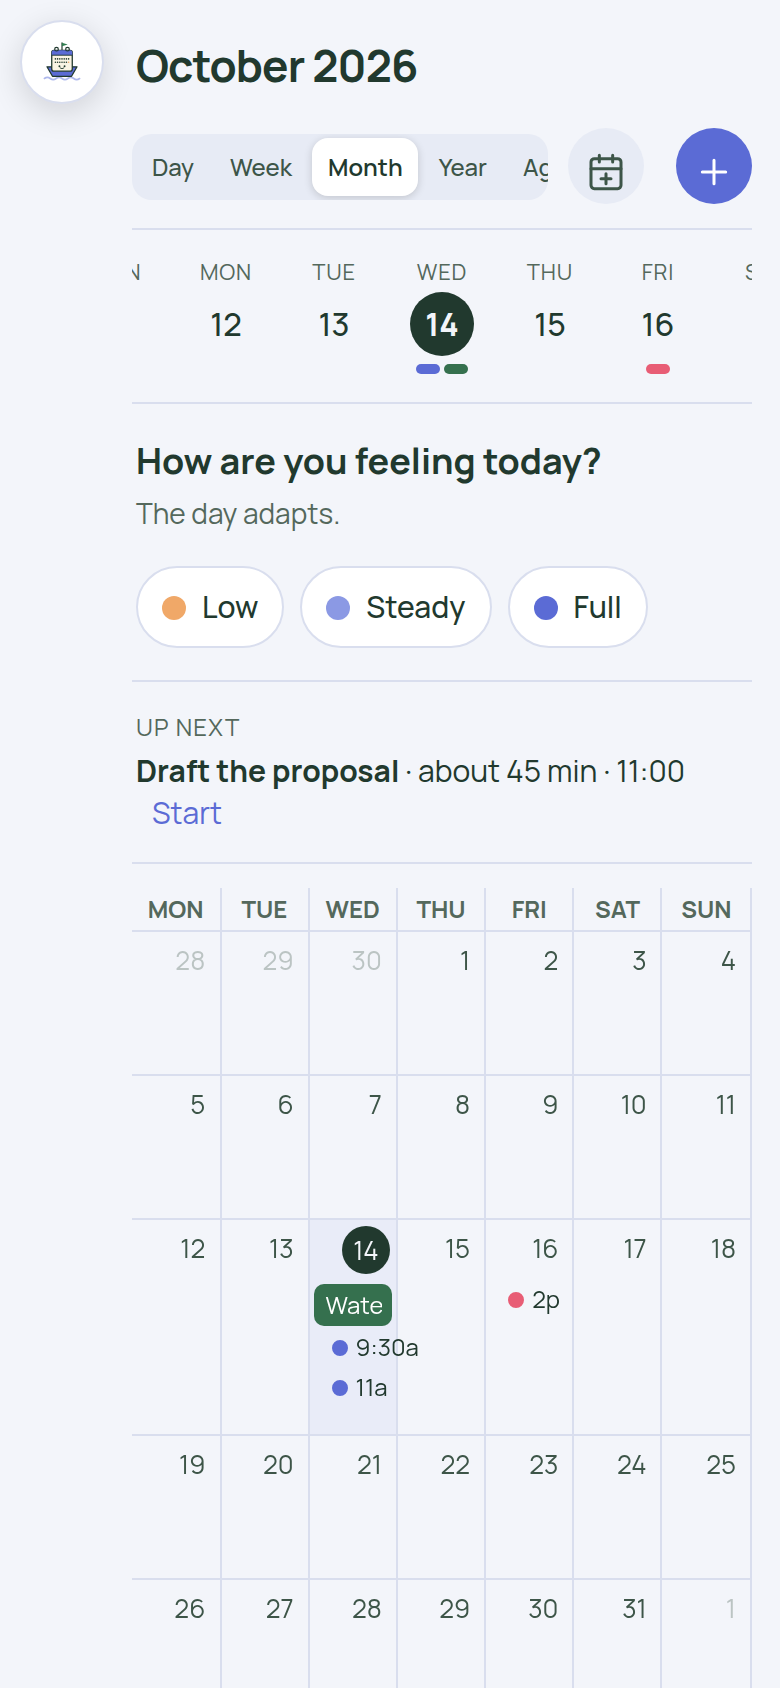 October 2026
Day Week Month Year Ag
N MON TUE WED THU FRI S
12 13 14 15 16
How are you feeling today?
The day adapts.
Low Steady Full
UP NEXT
Draft the proposal · about 45 min · 11:00
Start
MON TUE WED THU FRI SAT SUN
28 29 30 1 2 3 4
5 6 7 8 9 10 11
12 13 14 15 16 17 18
Wate 2p
9:30a
11a
19 20 21 22 23 24 25
26 27 28 29 30 31 1